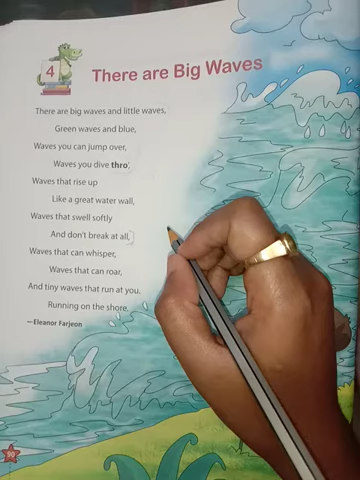 4
There are Big Waves
There are big waves and little waves,
Green waves and blue,
Waves you can jump over,
Waves you dive thro',
Waves that rise up
Like a great water wall,
Waves that swell softly
And don't break at all,
Waves that can whisper,
Waves that can roar,
And tiny waves that run at you.
Running on the shore.
—Eleanor Farjeon
90